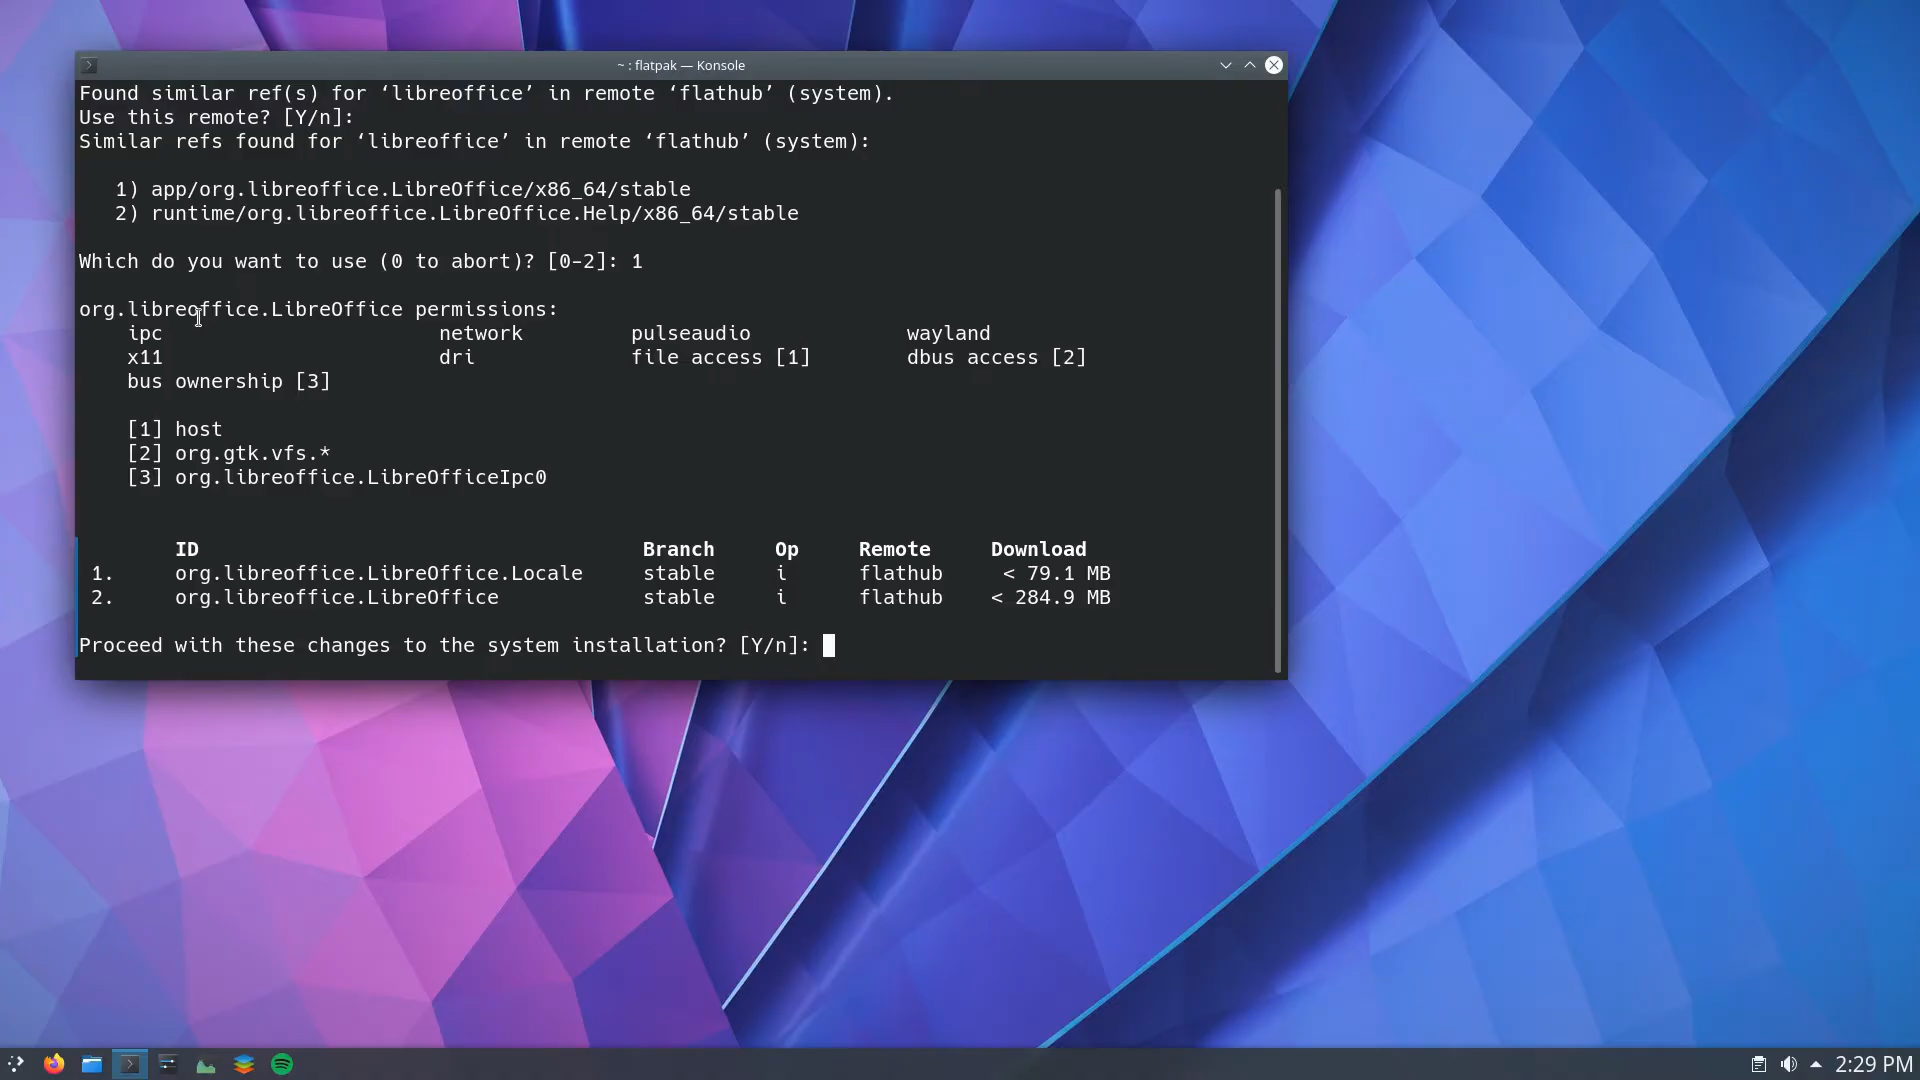 ~ : flatpak — Konsole
Found similar ref(s) for ‘libreoffice’ in remote ‘flathub’ (system).
Use this remote? [Y/n]:
Similar refs found for ‘libreoffice’ in remote ‘flathub’ (system):
1) app/org.libreoffice.LibreOffice/x86_64/stable
2) runtime/org.libreoffice.LibreOffice.Help/x86_64/stable
Which do you want to use (0 to abort)? [0-2]: 1
org.libreoffice.LibreOffice permissions:
ipc network pulseaudio wayland
x11 dri file access [1] dbus access [2]
bus ownership [3]
[1] host
[2] org.gtk.vfs.*
[3] org.libreoffice.LibreOfficeIpc0
ID Branch Op Remote Download
1. org.libreoffice.LibreOffice.Locale stable i flathub < 79.1 MB
2. org.libreoffice.LibreOffice stable i flathub < 284.9 MB
Proceed with these changes to the system installation? [Y/n]:
2:29 PM